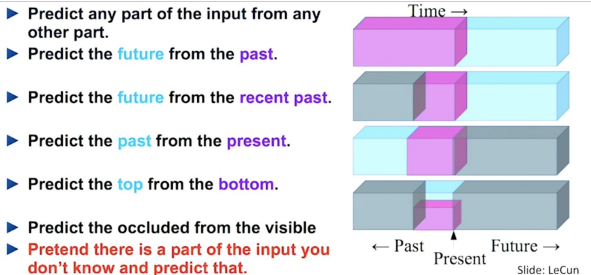 Predict any part of the input from any
other part.
Predict the future from the past.
Predict the future from the recent past.
Predict the past from the present.
Predict the top from the bottom.
Predict the occluded from the visible
Pretend there is a part of the input you
don't know and predict that.
Time →
← Past
Present
Future →
Slide: LeCun